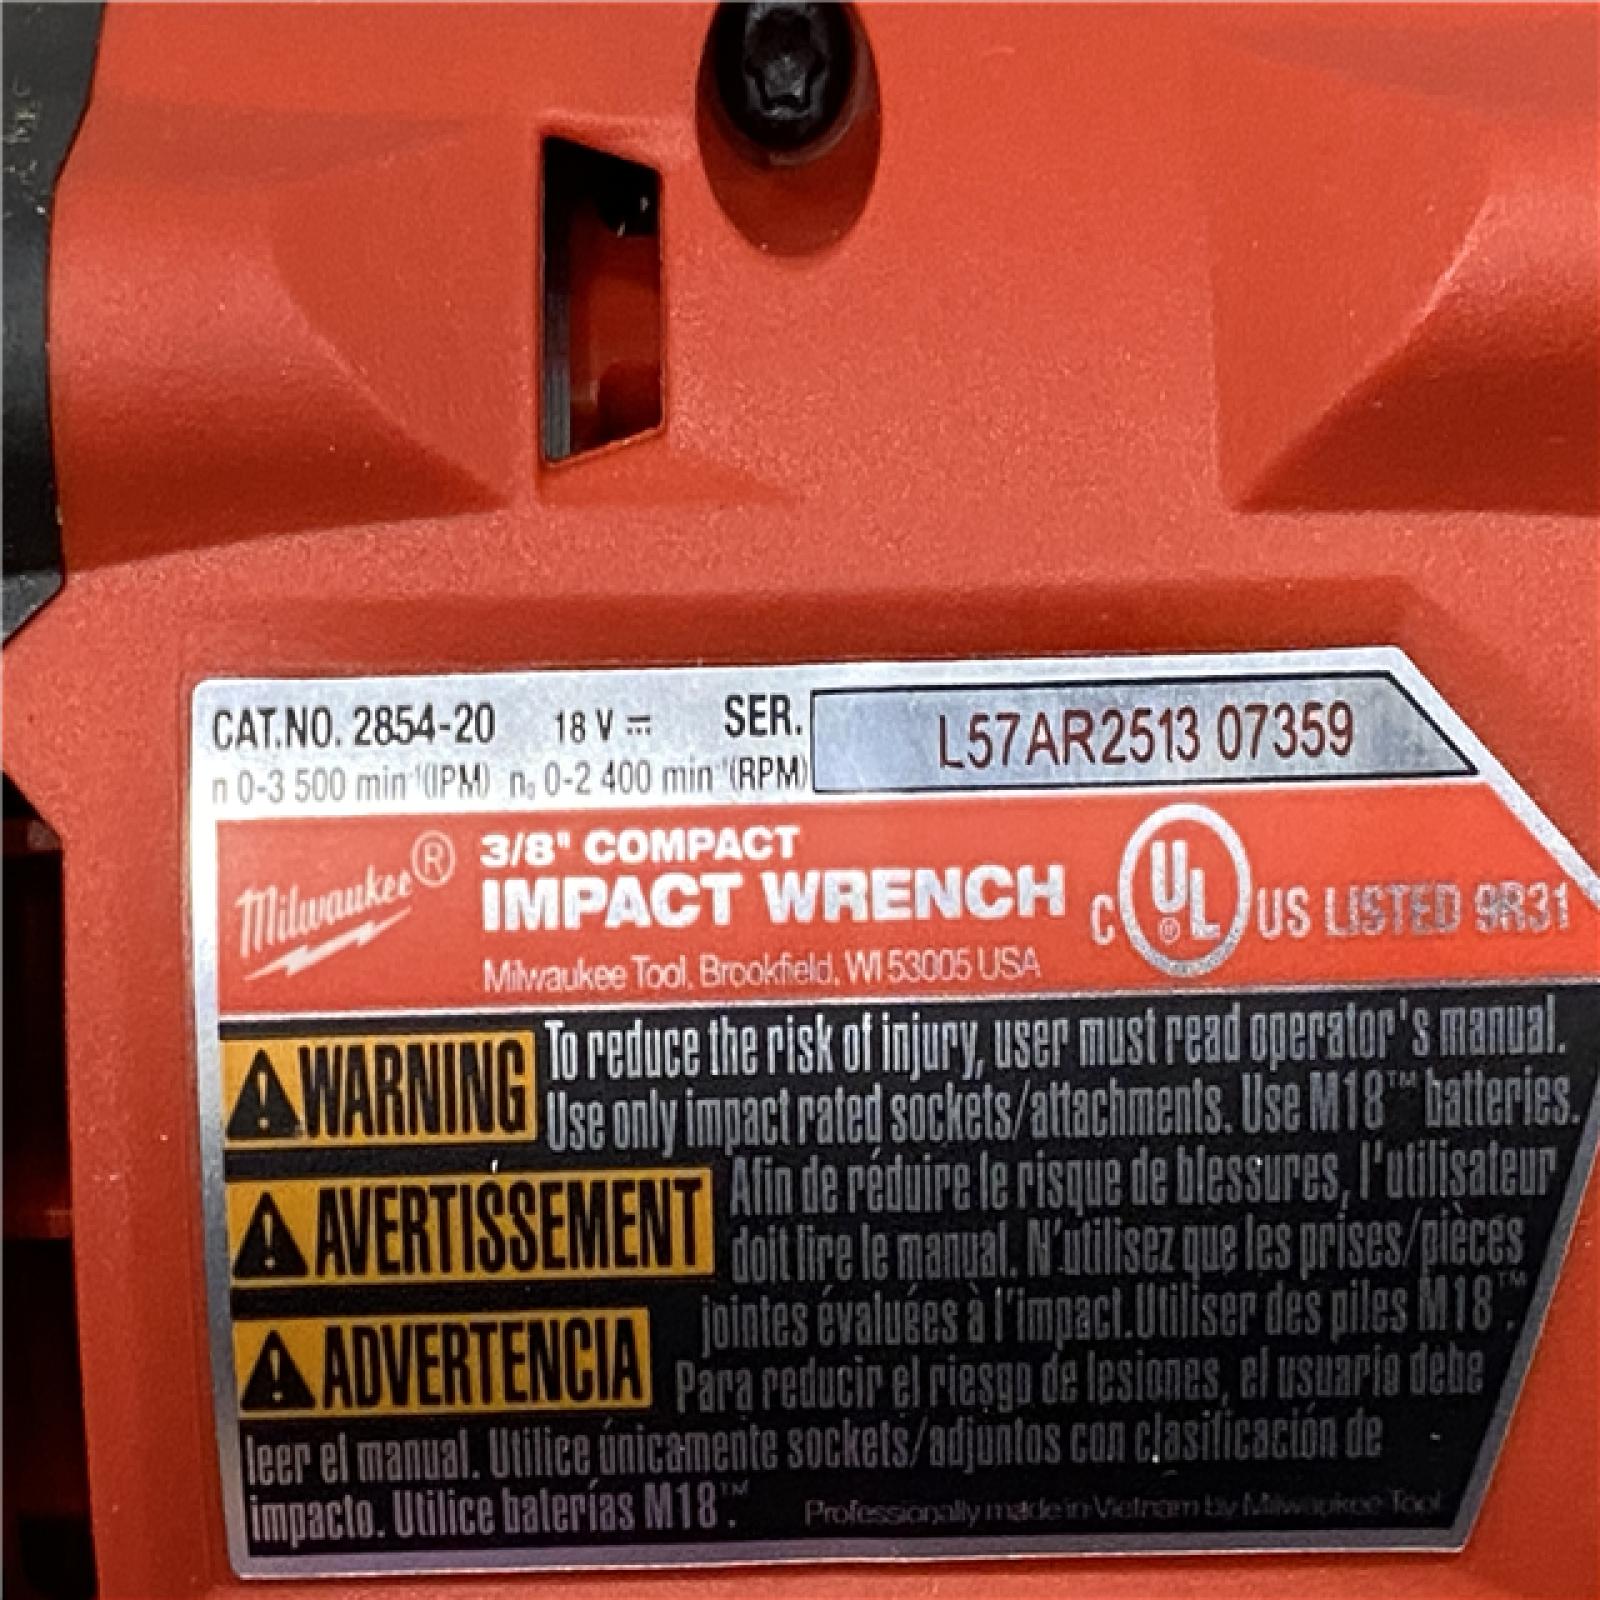 CAT.NO. 2854-20 18 V ⎓ SER. L57AR2513 07359
n 0-3 500 min⁻¹(IPM) n₀ 0-2 400 min⁻¹(RPM)
Milwaukee® 3/8" COMPACT
IMPACT WRENCH
C UL® US LISTED 9R31
Milwaukee Tool, Brookfield, WI 53005 USA
WARNING To reduce the risk of injury, user must read operator's manual.
Use only impact rated sockets/attachments. Use M18™ batteries.
AVERTISSEMENT Afin de réduire le risque de blessures, l'utilisateur
doit lire le manual. N'utilisez que les prises/pièces
jointes évaluées à l'impact. Utiliser des piles M18™.
ADVERTENCIA Para reducir el riesgo de lesiones, el usuario debe
leer el manual. Utilice únicamente sockets/adjuntos con clasificación de
impacto. Utilice baterías M18™.
Professionally made in Vietnam by Milwaukee Tool